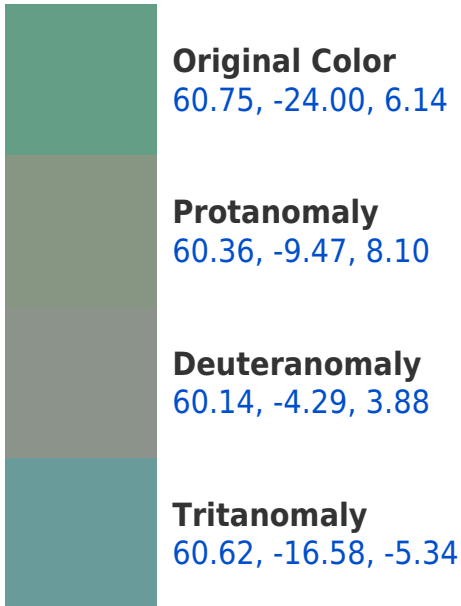 Original Color
60.75, -24.00, 6.14
Protanomaly
60.36, -9.47, 8.10
Deuteranomaly
60.14, -4.29, 3.88
Tritanomaly
60.62, -16.58, -5.34